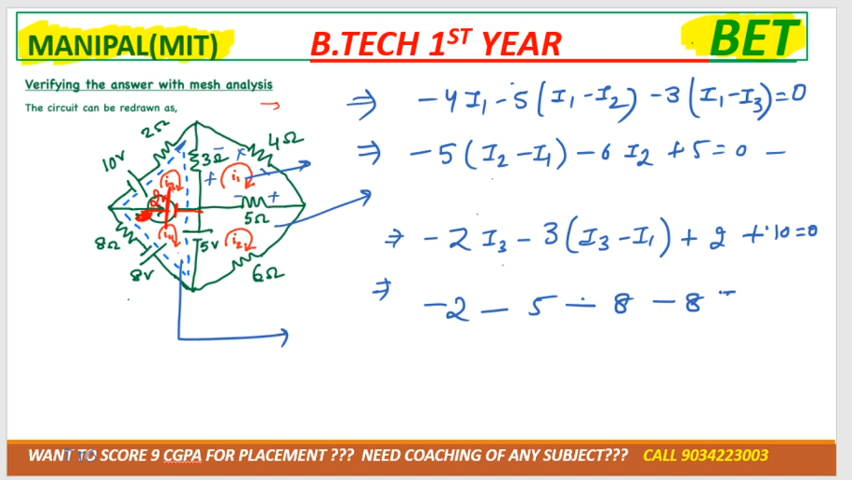 MANIPAL(MIT)
B.TECH 1ST YEAR
BET
Verifying the answer with mesh analysis
The circuit can be redrawn as,
⇒ -4I₁ - 5(I₁-I₂) - 3(I₁-I₃)=0
⇒ -5(I₂-I₁) - 6I₂ + 5=0 -
⇒ -2I₃ - 3(I₃-I₁) + 2 + 10=0
⇒ -2 - 5 - 8 - 8
2Ω
4Ω
10V
3Ω
i₁
5Ω
8Ω
5V
i₂
8V
6Ω
WANT TO SCORE 9 CGPA FOR PLACEMENT ??? NEED COACHING OF ANY SUBJECT??? CALL 9034223003